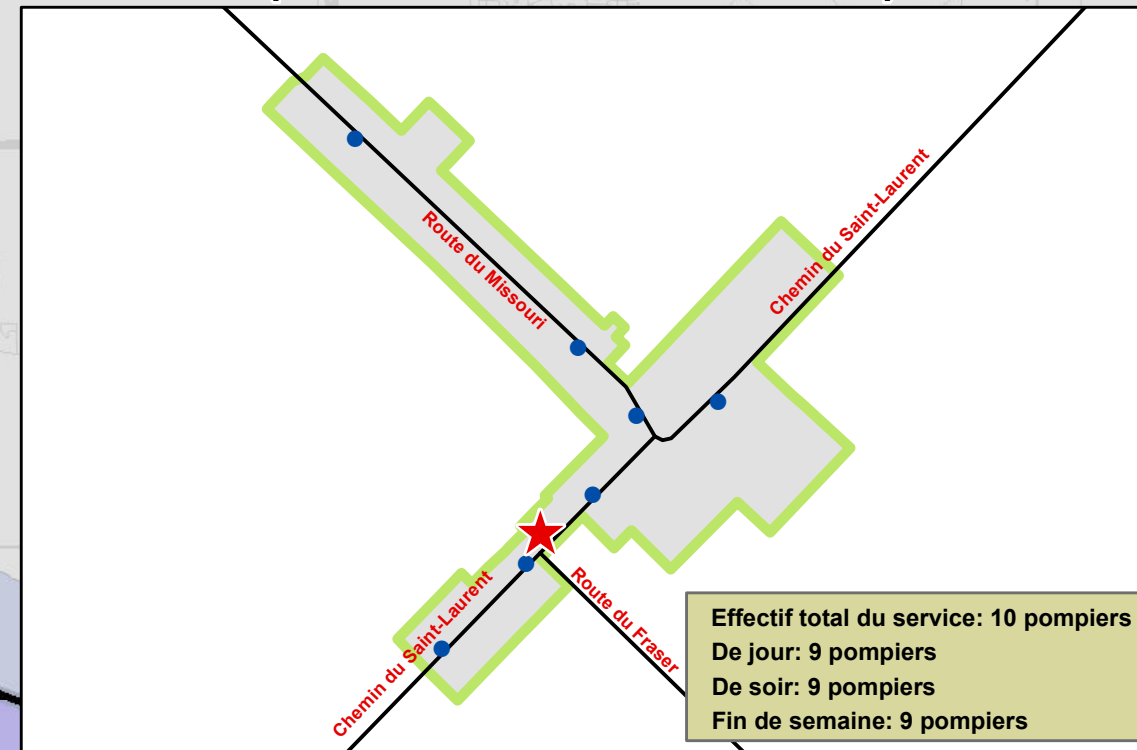 Chemin du Saint-Laurent
Route du Missouri
Chemin du Saint-Laurent
Route du Fraser
Effectif total du service: 10 pompiers
De jour: 9 pompiers
De soir: 9 pompiers
Fin de semaine: 9 pompiers